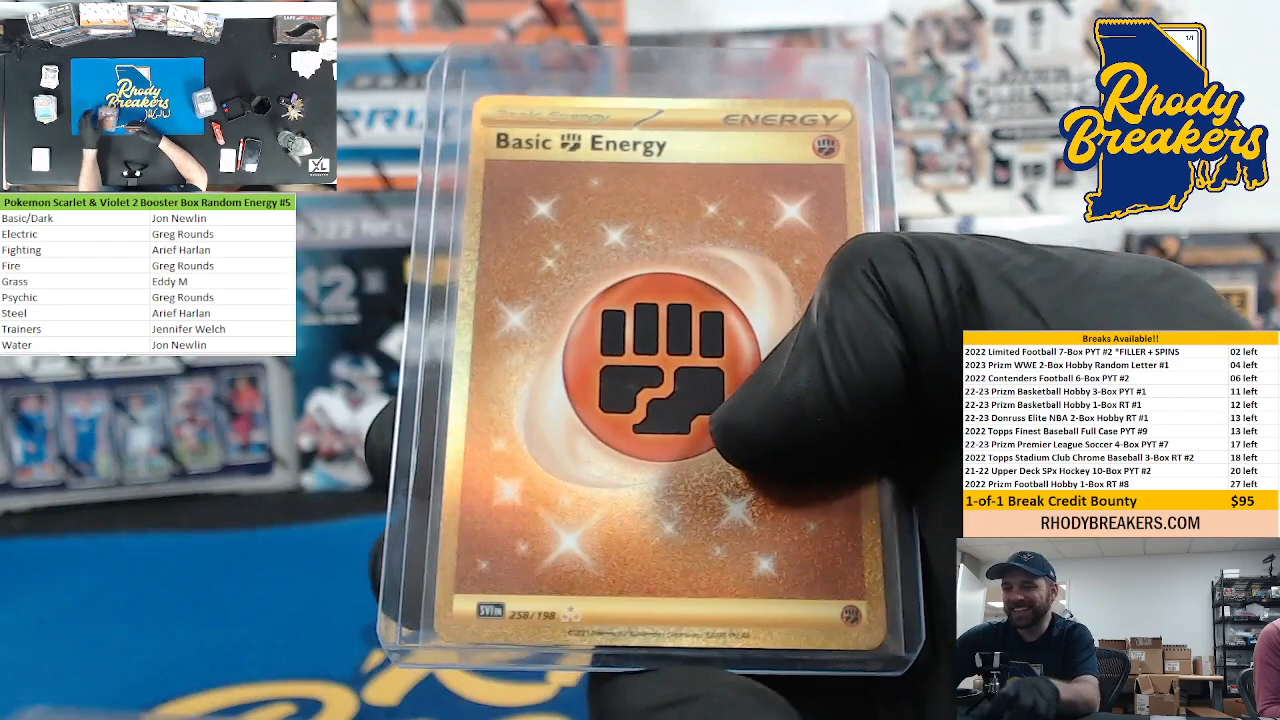 Rhody
Breakers
XL
Pokemon Scarlet & Violet 2 Booster Box Random Energy #5
Basic/Dark Jon Newlin
Electric Greg Rounds
Fighting Arief Harlan
Fire Greg Rounds
Grass Eddy M
Psychic Greg Rounds
Steel Arief Harlan
Trainers Jennifer Welch
Water Jon Newlin
Basic Energy ENERGY
Basic Energy
SVI EN 258/198
1/1
Rhody
Breakers
Breaks Available!!
2022 Limited Football 7-Box PYT #2 *FILLER + SPINS 02 left
2023 Prizm WWE 2-Box Hobby Random Letter #1 04 left
2022 Contenders Football 6-Box PYT #2 06 left
22-23 Prizm Basketball Hobby 3-Box PYT #1 11 left
22-23 Prizm Basketball Hobby 1-Box RT #1 12 left
22-23 Donruss Elite NBA 2-Box Hobby RT #1 13 left
2022 Topps Finest Baseball Full Case PYT #9 13 left
22-23 Prizm Premier League Soccer 4-Box PYT #7 17 left
2022 Topps Stadium Club Chrome Baseball 3-Box RT #2 18 left
21-22 Upper Deck SPx Hockey 10-Box PYT #2 20 left
2022 Prizm Football Hobby 1-Box RT #8 27 left
1-of-1 Break Credit Bounty $95
RHODYBREAKERS.COM